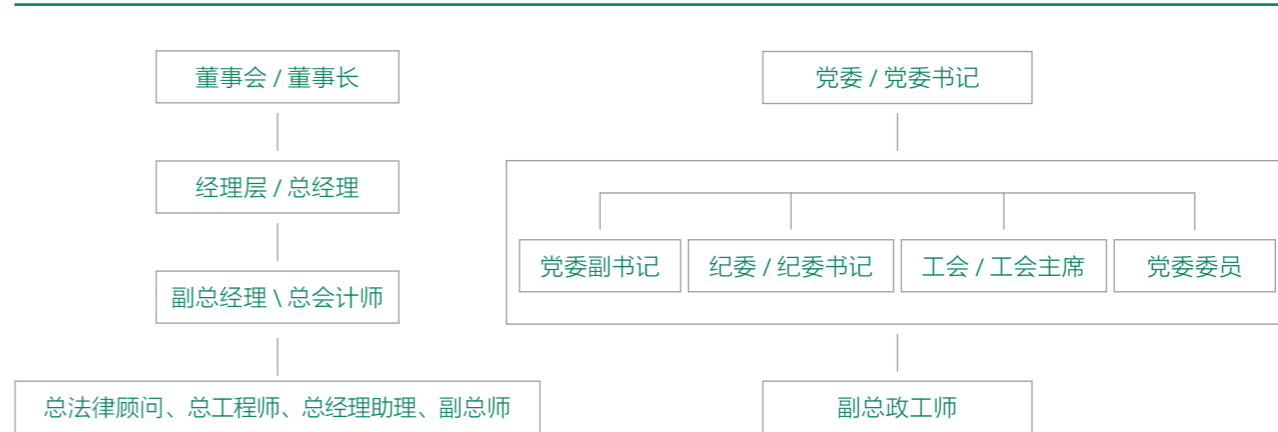 董事会 / 董事长
经理层 / 总经理
副总经理 \ 总会计师
总法律顾问、总工程师、总经理助理、副总师
党委 / 党委书记
党委副书记
纪委 / 纪委书记
工会 / 工会主席
党委委员
副总政工师